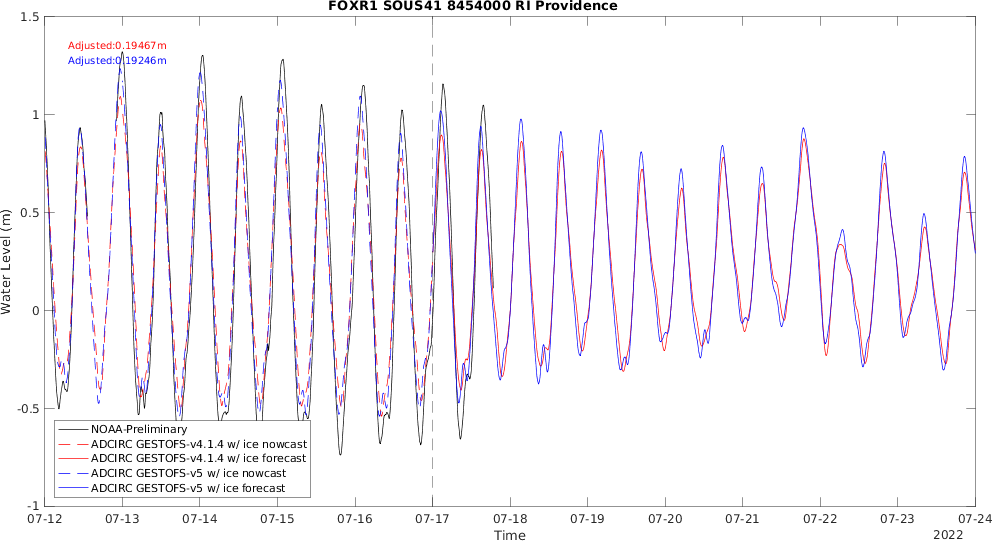 FOXR1 SOUS41 8454000 RI Providence
1.5
Adjusted:0.19467m
Adjusted:0.19246m
1
0.5
0
-0.5
-1
Water Level (m)
NOAA-Preliminary
ADCIRC GESTOFS-v4.1.4 w/ ice nowcast
ADCIRC GESTOFS-v4.1.4 w/ ice forecast
ADCIRC GESTOFS-v5 w/ ice nowcast
ADCIRC GESTOFS-v5 w/ ice forecast
07-12 07-13 07-14 07-15 07-16 07-17 07-18 07-19 07-20 07-21 07-22 07-23 07-24
Time
2022